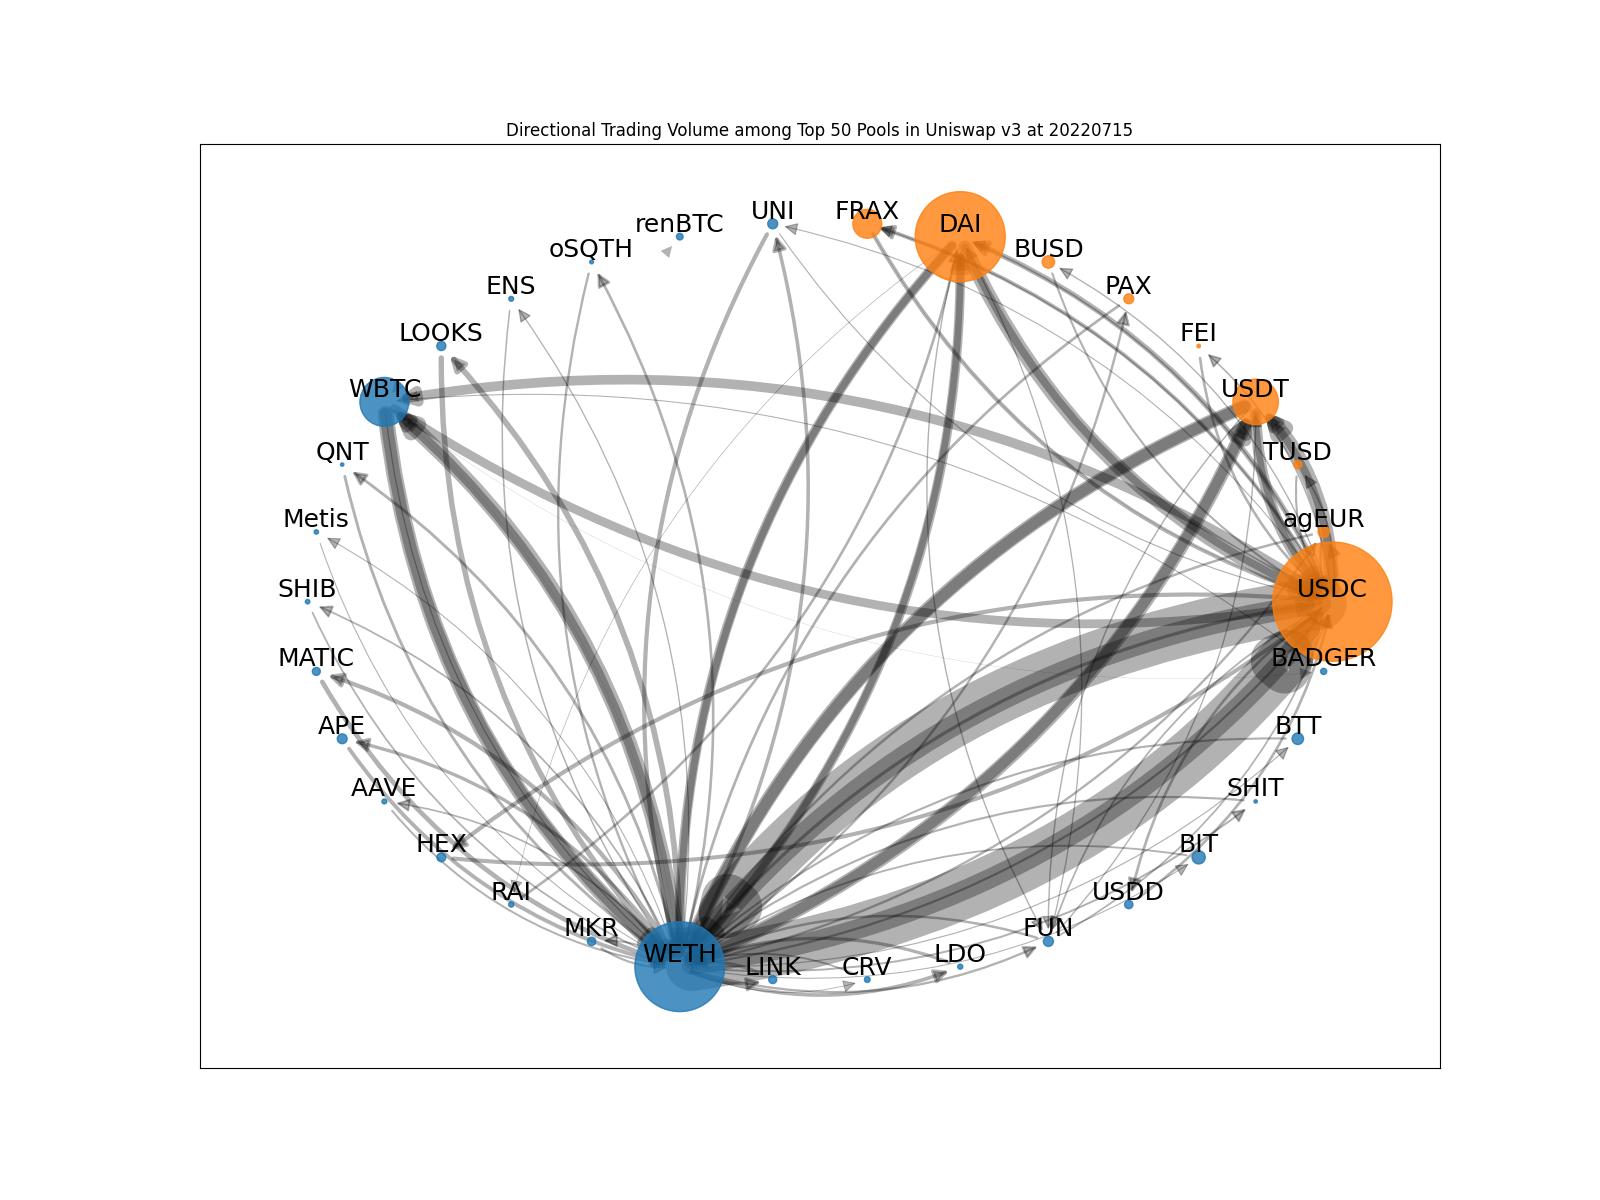 Directional Trading Volume among Top 50 Pools in Uniswap v3 at 20220715
UNI
FRAX
DAI
renBTC
oSQTH
BUSD
ENS
PAX
LOOKS
FEI
WBTC
USDT
QNT
TUSD
Metis
agEUR
SHIB
USDC
MATIC
BADGER
APE
BTT
AAVE
SHIT
HEX
BIT
RAI
USDD
MKR
FUN
WETH
LDO
LINK
CRV